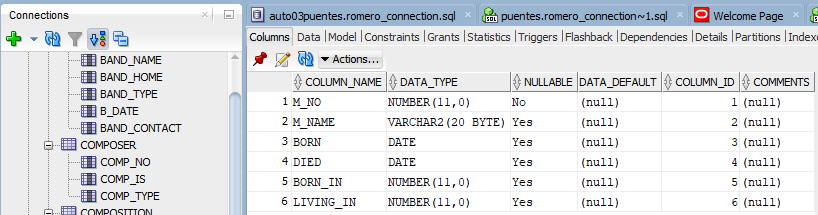 Connections
BAND_NAME
BAND_HOME
BAND_TYPE
B_DATE
BAND_CONTACT
COMPOSER
COMP_NO
COMP_IS
COMP_TYPE
COMPOSITION
auto03puentes.romero_connection.sql puentes.romero_connection~1.sql Welcome Page
Columns Data Model Constraints Grants Statistics Triggers Flashback Dependencies Details Partitions Indexe
Actions...
COLUMN_NAME DATA_TYPE NULLABLE DATA_DEFAULT COLUMN_ID COMMENTS
1 M_NO NUMBER(11,0) No (null) 1 (null)
2 M_NAME VARCHAR2(20 BYTE) Yes (null) 2 (null)
3 BORN DATE Yes (null) 3 (null)
4 DIED DATE Yes (null) 4 (null)
5 BORN_IN NUMBER(11,0) Yes (null) 5 (null)
6 LIVING_IN NUMBER(11,0) Yes (null) 6 (null)